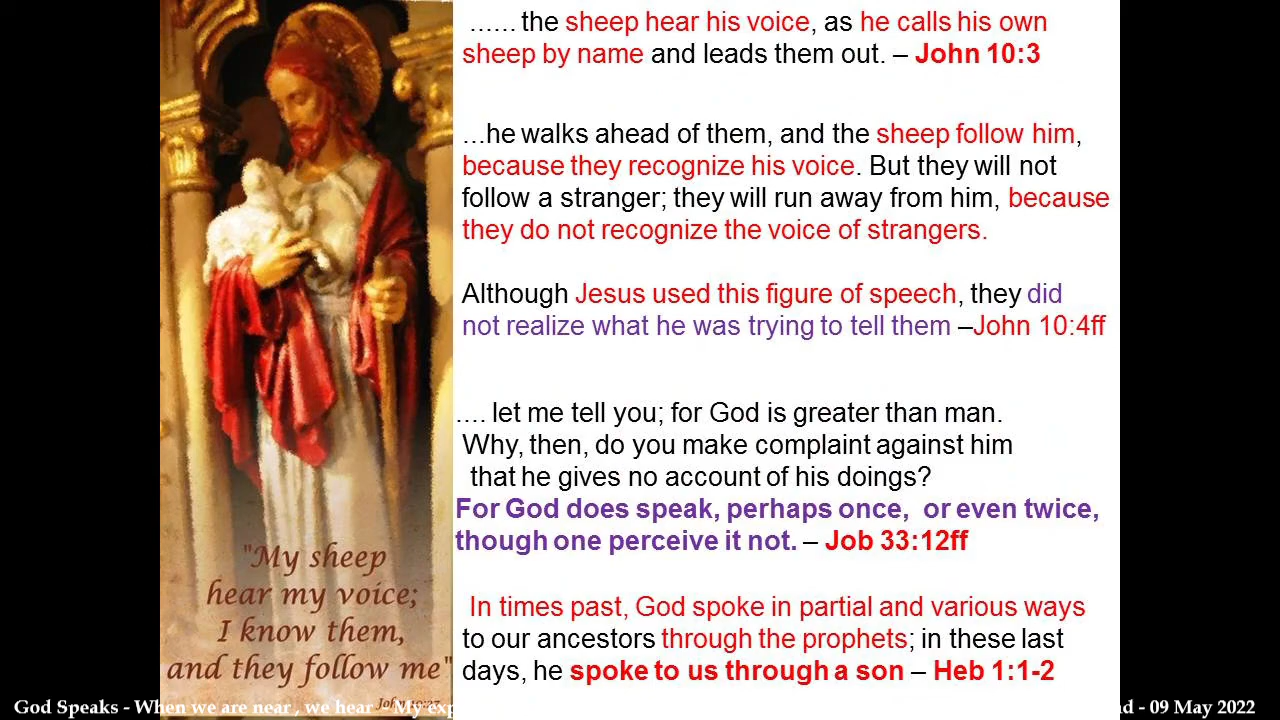 ...... the sheep hear his voice, as he calls his own
sheep by name and leads them out. – John 10:3
...he walks ahead of them, and the sheep follow him,
because they recognize his voice. But they will not
follow a stranger; they will run away from him, because
they do not recognize the voice of strangers.
Although Jesus used this figure of speech, they did
not realize what he was trying to tell them –John 10:4ff
.... let me tell you; for God is greater than man.
Why, then, do you make complaint against him
that he gives no account of his doings?
For God does speak, perhaps once, or even twice,
though one perceive it not. – Job 33:12ff
In times past, God spoke in partial and various ways
to our ancestors through the prophets; in these last
days, he spoke to us through a son – Heb 1:1-2
"My sheep
hear my voice;
I know them,
and they follow me"
John
God Speaks - When we are near , we hear - My exp
d - 09 May 2022